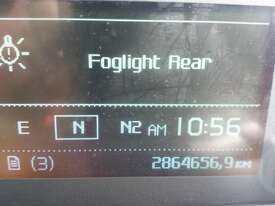 Foglight Rear
E N N2 AM 10:56
(3) 2864656,9 KM